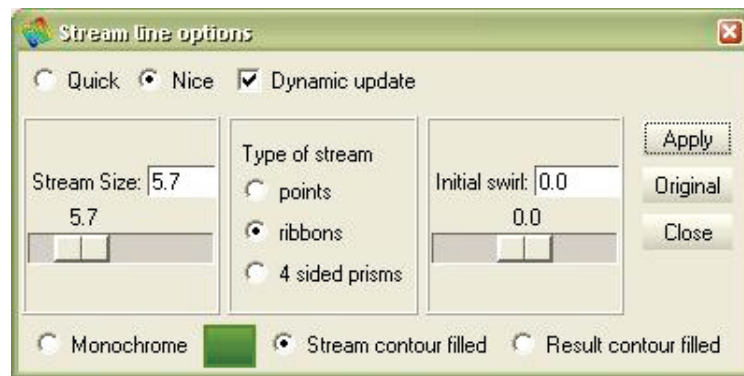 Stream line options
Quick Nice Dynamic update
Stream Size: 5.7
5.7
Type of stream
points
ribbons
4 sided prisms
Initial swirl: 0.0
0.0
Apply
Original
Close
Monochrome Stream contour filled Result contour filled